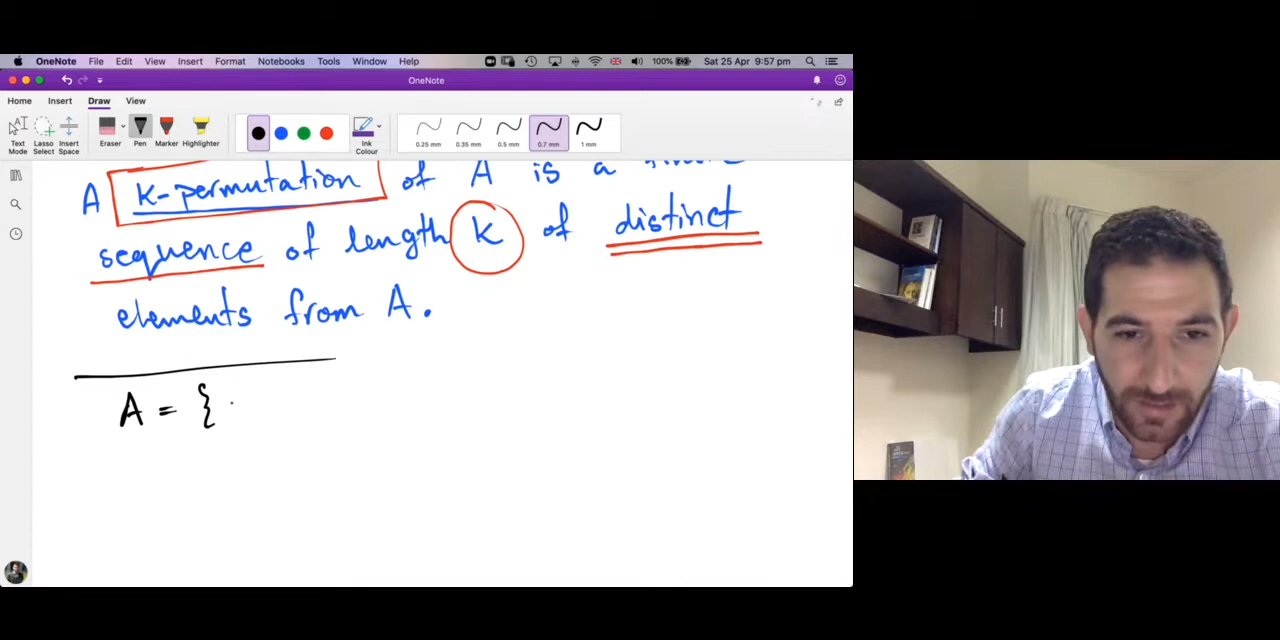 OneNote File Edit View Insert Format Notebooks Tools Window Help 100% Sat 25 Apr 9:57 pm
OneNote
Home Insert Draw View
Text Mode Lasso Select Insert Space Eraser Pen Marker Highlighter Ink Colour 0.25 mm 0.35 mm 0.5 mm 0.7 mm 1 mm
A k-permutation of A is a
sequence of length k of distinct
elements from A.
A = {